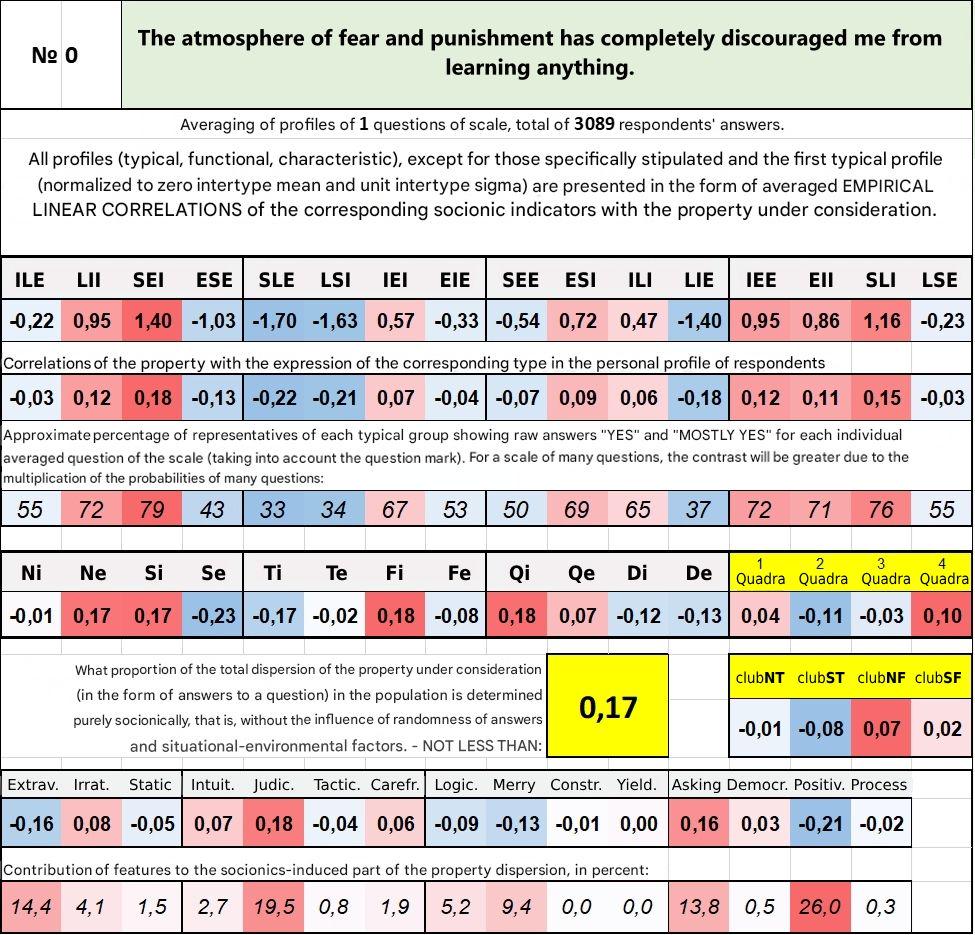 № 0
The atmosphere of fear and punishment has completely discouraged me from
learning anything.
Averaging of profiles of 1 questions of scale, total of 3089 respondents' answers.
All profiles (typical, functional, characteristic), except for those specifically stipulated and the first typical profile
(normalized to zero intertype mean and unit intertype sigma) are presented in the form of averaged EMPIRICAL
LINEAR CORRELATIONS of the corresponding socionic indicators with the property under consideration.
ILE LII SEI ESE SLE LSI IEI EIE SEE ESI ILI LIE IEE EII SLI LSE
-0,22 0,95 1,40 -1,03 -1,70 -1,63 0,57 -0,33 -0,54 0,72 0,47 -1,40 0,95 0,86 1,16 -0,23
Correlations of the property with the expression of the corresponding type in the personal profile of respondents
-0,03 0,12 0,18 -0,13 -0,22 -0,21 0,07 -0,04 -0,07 0,09 0,06 -0,18 0,12 0,11 0,15 -0,03
Approximate percentage of representatives of each typical group showing raw answers "YES" and "MOSTLY YES" for each individual
averaged question of the scale (taking into account the question mark). For a scale of many questions, the contrast will be greater due to the
multiplication of the probabilities of many questions:
55 72 79 43 33 34 67 53 50 69 65 37 72 71 76 55
Ni Ne Si Se Ti Te Fi Fe Qi Qe Di De 1 Quadra 2 Quadra 3 Quadra 4 Quadra
-0,01 0,17 0,17 -0,23 -0,17 -0,02 0,18 -0,08 0,18 0,07 -0,12 -0,13 0,04 -0,11 -0,03 0,10
What proportion of the total dispersion of the property under consideration
(in the form of answers to a question) in the population is determined
purely socionically, that is, without the influence of randomness of answers
and situational-environmental factors. - NOT LESS THAN:
0,17
clubNT clubST clubNF clubSF
-0,01 -0,08 0,07 0,02
Extrav. Irrat. Static Intuit. Judic. Tactic. Carefr. Logic. Merry Constr. Yield. Asking Democr. Positiv. Process
-0,16 0,08 -0,05 0,07 0,18 -0,04 0,06 -0,09 -0,13 -0,01 0,00 0,16 0,03 -0,21 -0,02
Contribution of features to the socionics-induced part of the property dispersion, in percent:
14,4 4,1 1,5 2,7 19,5 0,8 1,9 5,2 9,4 0,0 0,0 13,8 0,5 26,0 0,3